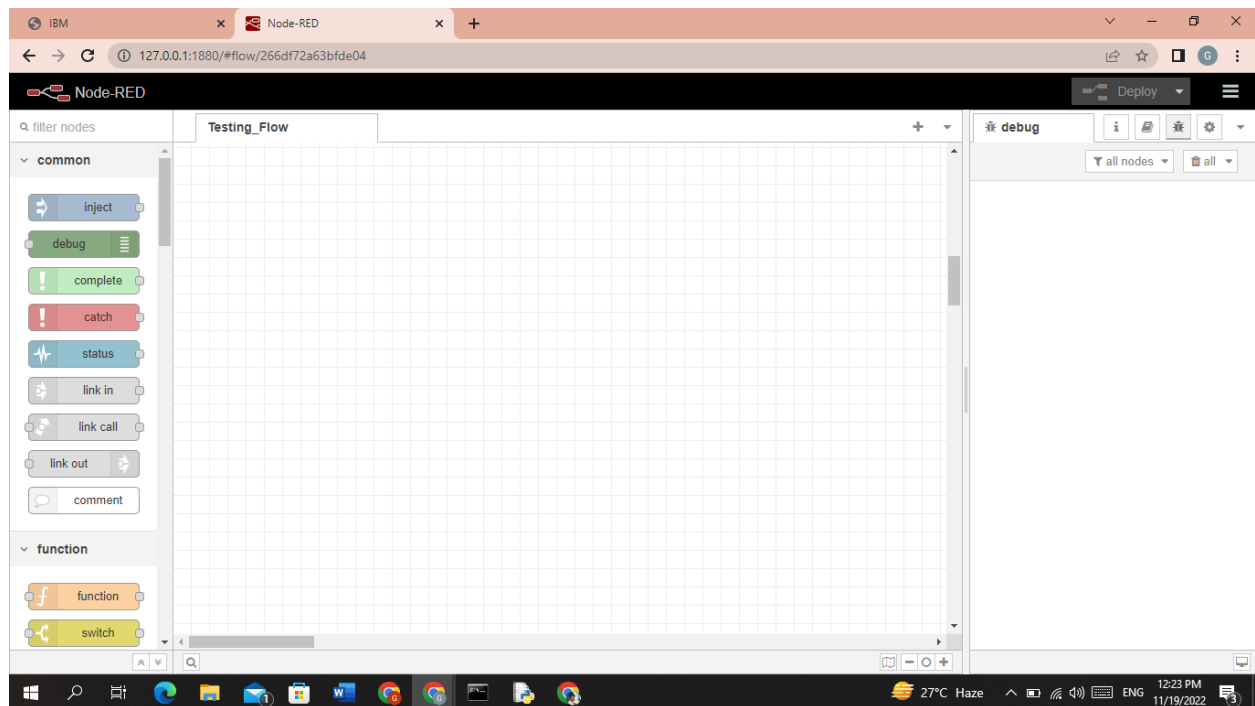 IBM
Node-RED
127.0.0.1:1880/#flow/266df72a63bfde04
G
Node-RED
Deploy
filter nodes
Testing_Flow
debug
i
common
all nodes
all
inject
debug
complete
catch
status
link in
link call
link out
comment
function
f function
switch
27°C Haze
ENG
12:23 PM
11/19/2022
3